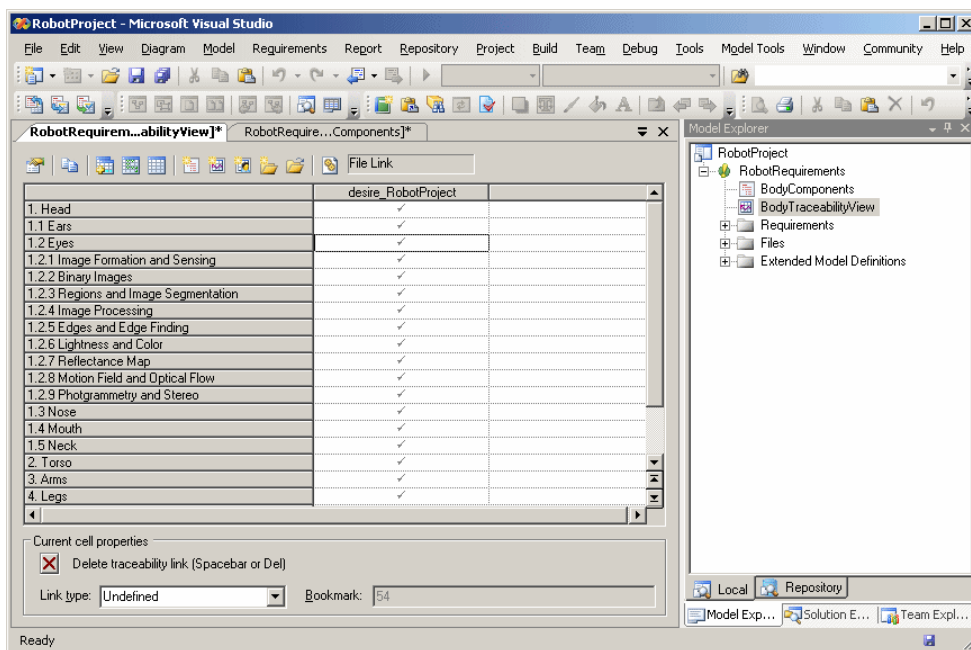 RobotProject - Microsoft Visual Studio
File Edit View Diagram Model Requirements Report Repository Project Build Team Debug Tools Model Tools Window Community Help
RobotRequirem...abilityView]* RobotRequire...Components]*
File Link
desire_RobotProject
1. Head
1.1 Ears
1.2 Eyes
1.2.1 Image Formation and Sensing
1.2.2 Binary Images
1.2.3 Regions and Image Segmentation
1.2.4 Image Processing
1.2.5 Edges and Edge Finding
1.2.6 Lightness and Color
1.2.7 Reflectance Map
1.2.8 Motion Field and Optical Flow
1.2.9 Photgrammetry and Stereo
1.3 Nose
1.4 Mouth
1.5 Neck
2. Torso
3. Arms
4. Legs
Current cell properties
Delete traceability link (Spacebar or Del)
Link type: Undefined Bookmark: 54
Model Explorer
RobotProject
RobotRequirements
BodyComponents
BodyTraceabilityView
Requirements
Files
Extended Model Definitions
Local Repository
Model Exp... Solution E... Team Expl...
Ready